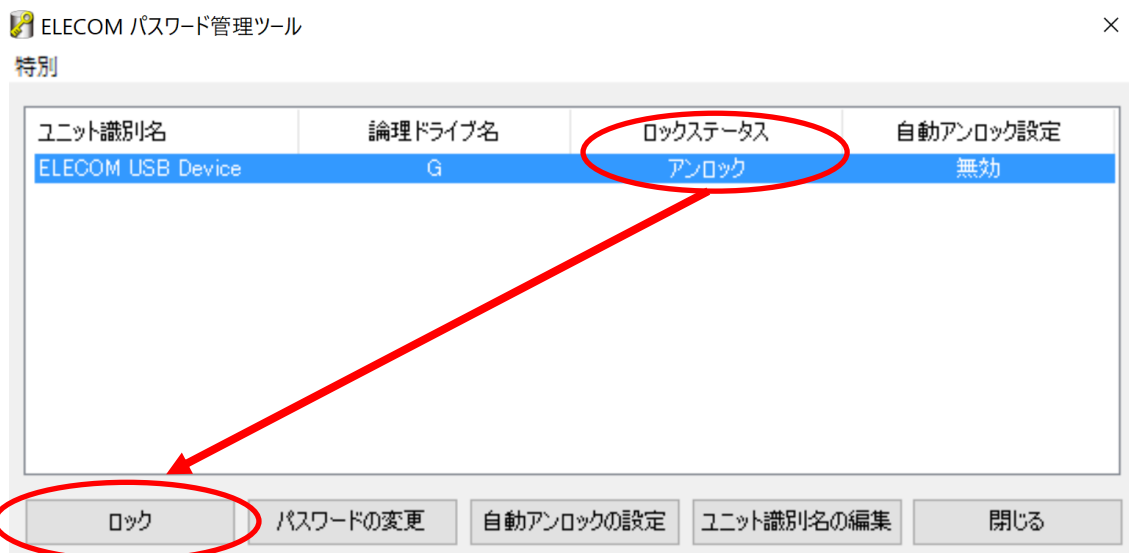 ELECOM パスワード管理ツール
特別
ユニット識別名 論理ドライブ名 ロックステータス 自動アンロック設定
ELECOM USB Device G アンロック 無効
ロック パスワードの変更 自動アンロックの設定 ユニット識別名の編集 閉じる